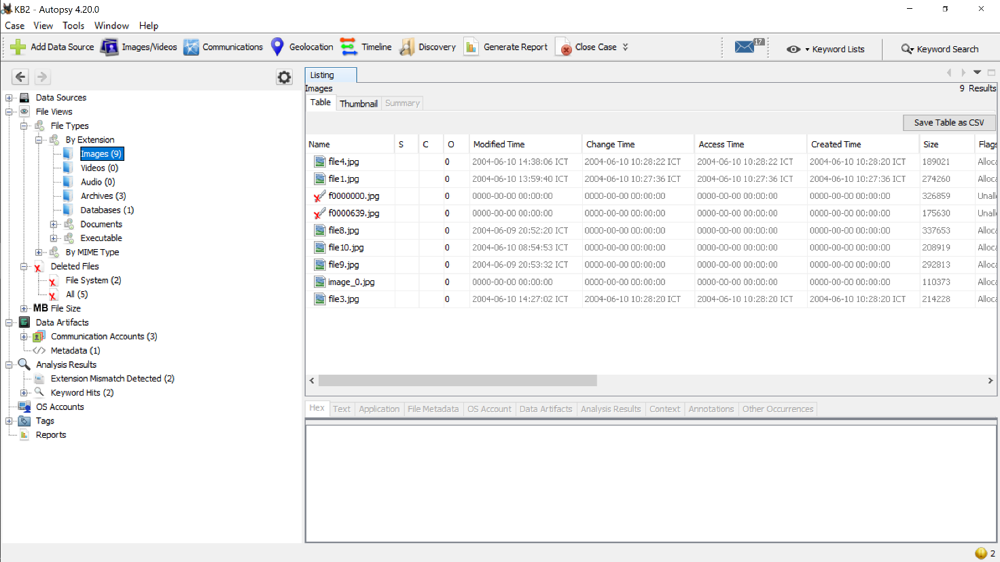 KB2 - Autopsy 4.20.0
Case View Tools Window Help
Add Data Source Images/Videos Communications Geolocation Timeline Discovery Generate Report Close Case 17 Keyword Lists Keyword Search
Listing
Images 9 Results
Table Thumbnail Summary
Save Table as CSV
Data Sources
File Views
File Types
By Extension
Images (9)
Videos (0)
Audio (0)
Archives (3)
Databases (1)
Documents
Executable
By MIME Type
Deleted Files
File System (2)
All (5)
MB File Size
Data Artifacts
Communication Accounts (3)
Metadata (1)
Analysis Results
Extension Mismatch Detected (2)
Keyword Hits (2)
OS Accounts
Tags
Reports
Name S C O Modified Time Change Time Access Time Created Time Size Flags
file4.jpg 0 2004-06-10 14:38:06 ICT 2004-06-10 10:28:22 ICT 2004-06-10 10:28:22 ICT 2004-06-10 10:28:20 ICT 189021 Alloca
file1.jpg 0 2004-06-10 13:59:40 ICT 2004-06-10 10:27:36 ICT 2004-06-10 10:27:36 ICT 2004-06-10 10:27:36 ICT 274260 Alloca
f0000000.jpg 0 0000-00-00 00:00:00 0000-00-00 00:00:00 0000-00-00 00:00:00 0000-00-00 00:00:00 326859 Unall
f0000639.jpg 0 0000-00-00 00:00:00 0000-00-00 00:00:00 0000-00-00 00:00:00 0000-00-00 00:00:00 175630 Unall
file8.jpg 0 2004-06-09 20:52:20 ICT 0000-00-00 00:00:00 0000-00-00 00:00:00 0000-00-00 00:00:00 337653 Alloca
file10.jpg 0 2004-06-10 08:54:53 ICT 0000-00-00 00:00:00 0000-00-00 00:00:00 0000-00-00 00:00:00 208919 Alloca
file9.jpg 0 2004-06-09 20:53:32 ICT 0000-00-00 00:00:00 0000-00-00 00:00:00 0000-00-00 00:00:00 292813 Alloca
image_0.jpg 0 0000-00-00 00:00:00 0000-00-00 00:00:00 0000-00-00 00:00:00 0000-00-00 00:00:00 110373 Alloca
file3.jpg 0 2004-06-10 14:27:02 ICT 2004-06-10 10:28:20 ICT 2004-06-10 10:28:20 ICT 2004-06-10 10:28:20 ICT 214228 Alloca
Hex Text Application File Metadata OS Account Data Artifacts Analysis Results Context Annotations Other Occurrences
2